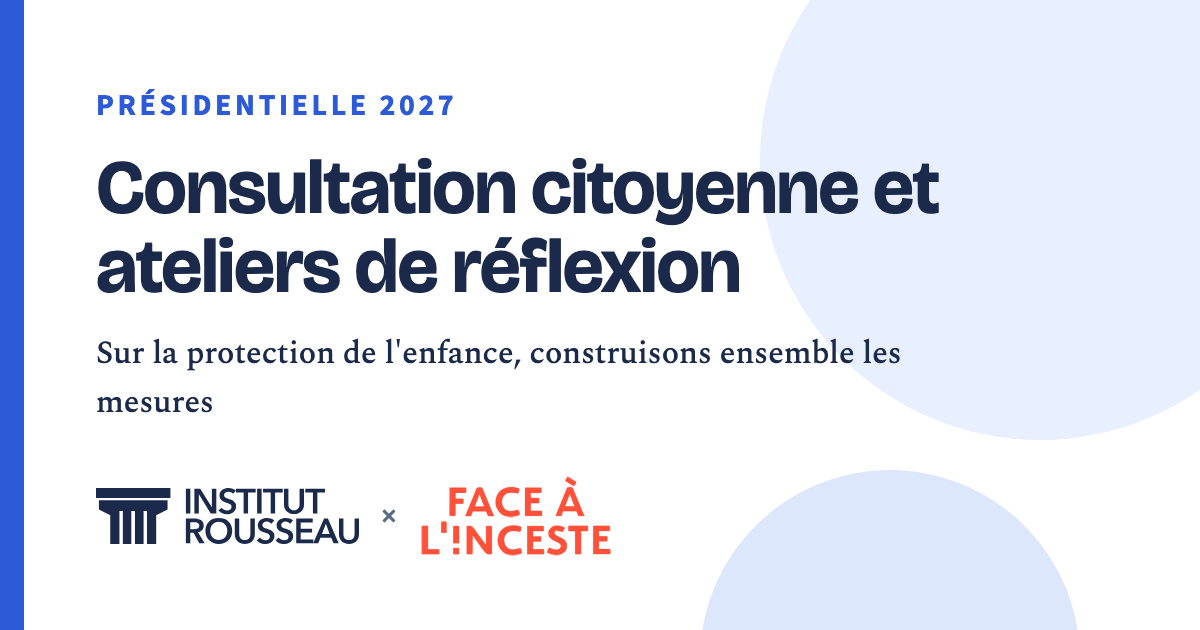 PRÉSIDENTIELLE 2027
Consultation citoyenne et
ateliers de réflexion
Sur la protection de l'enfance, construisons ensemble les
mesures
INSTITUT
ROUSSEAU
×
FACE À
L'!NCESTE